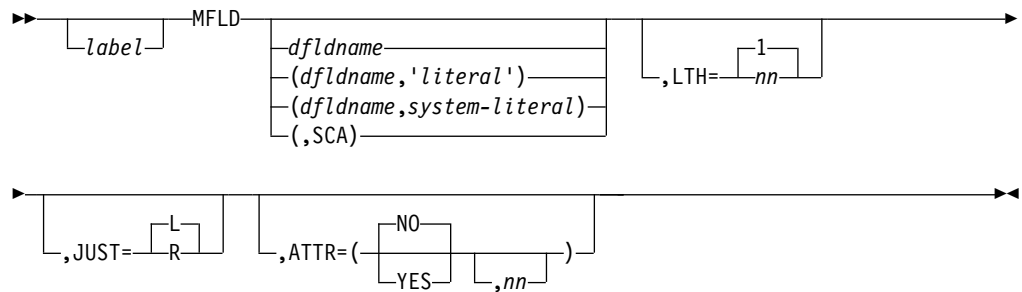 label MFLD
dfldname
(dfldname,'literal')
(dfldname,system-literal)
(,SCA)
,LTH= 1
nn
,JUST= L
R
,ATTR=( NO
YES
,nn )